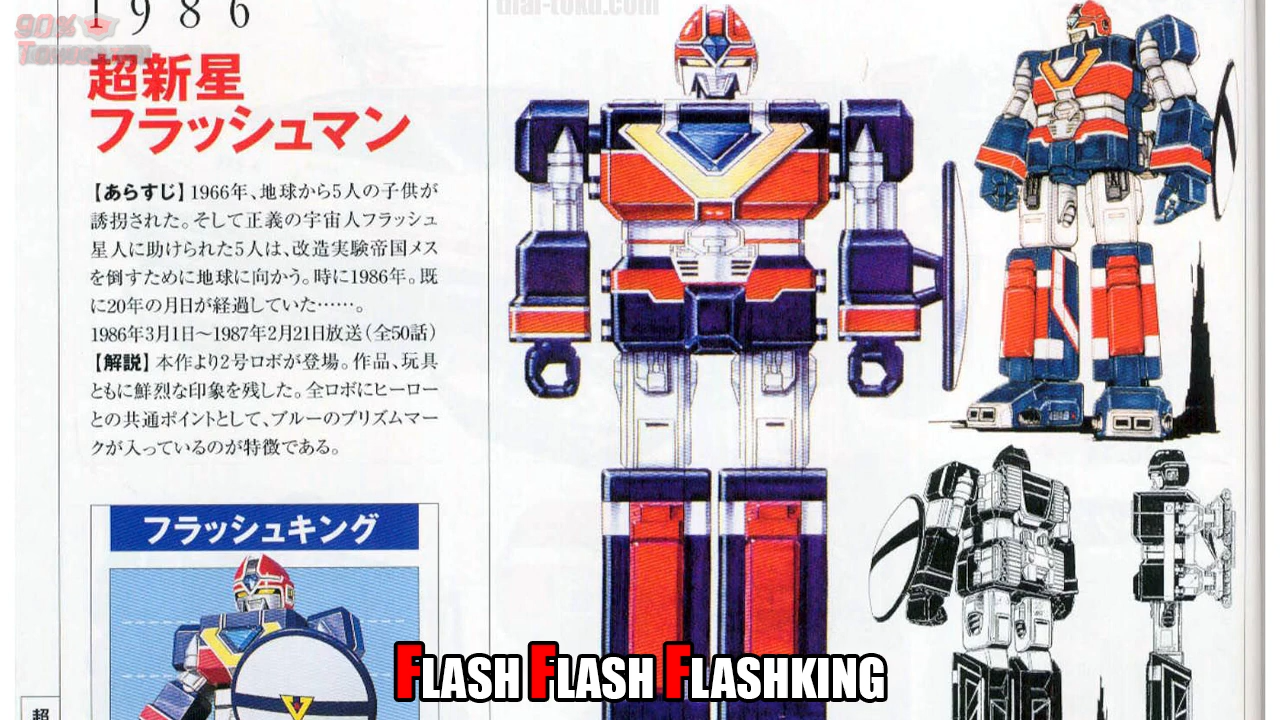 1986
90%
thai-toku.com
超新星
フラッシュマン
【あらすじ】1966年、地球から5人の子供が
誘拐された。そして正義の宇宙人フラッシュ
星人に助けられた5人は、改造実験帝国メス
を倒すために地球に向かう。時に1986年。既
に20年の月日が経過していた……。
1986年3月1日〜1987年2月21日放送（全50話）
【解説】本作より2号ロボが登場。作品、玩具
ともに鮮烈な印象を残した。全ロボにヒーロー
との共通ポイントとして、ブルーのプリズムマー
クが入っているのが特徴である。
フラッシュキング
超
FLASH FLASH FLASHKING